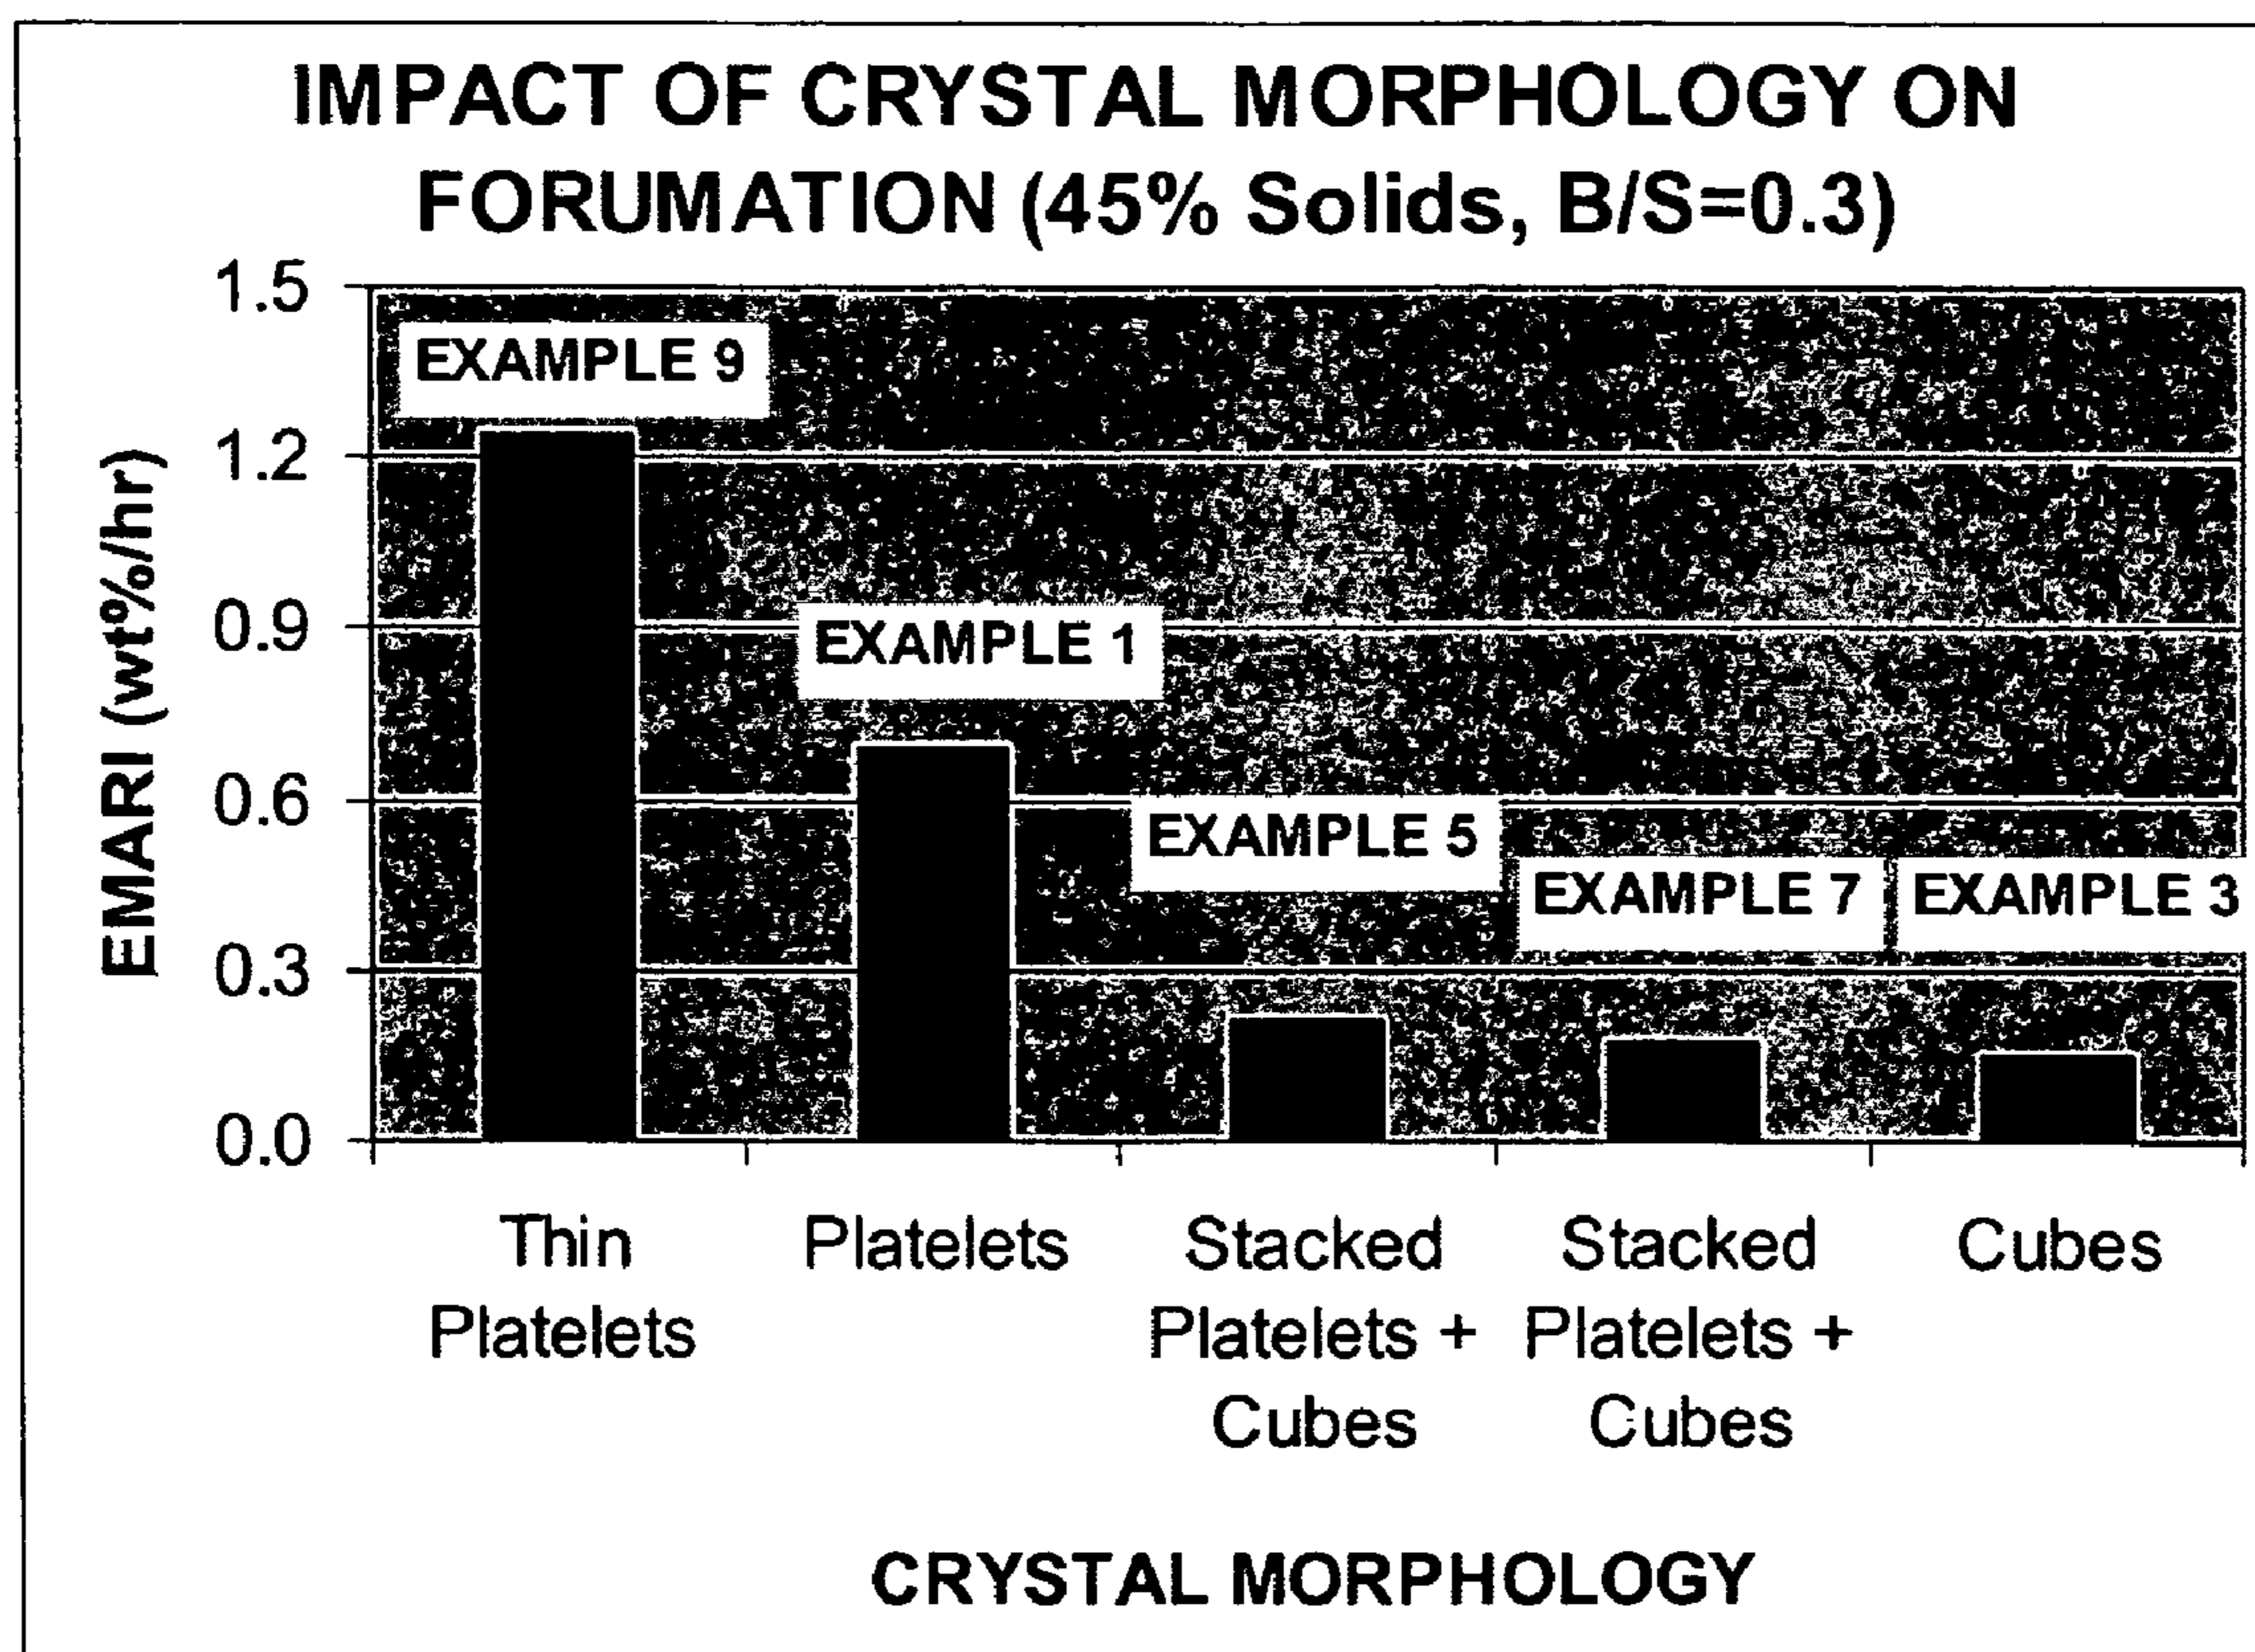 IMPACT OF CRYSTAL MORPHOLOGY ON
FORUMATION (45% Solids, B/S=0.3)
EMARI (wt%/hr)
1.5
1.2
0.9
0.6
0.3
0.0
EXAMPLE 9
EXAMPLE 1
EXAMPLE 5
EXAMPLE 7
EXAMPLE 3
Thin
Platelets
Platelets
Stacked
Platelets +
Cubes
Stacked
Platelets +
Cubes
Cubes
CRYSTAL MORPHOLOGY